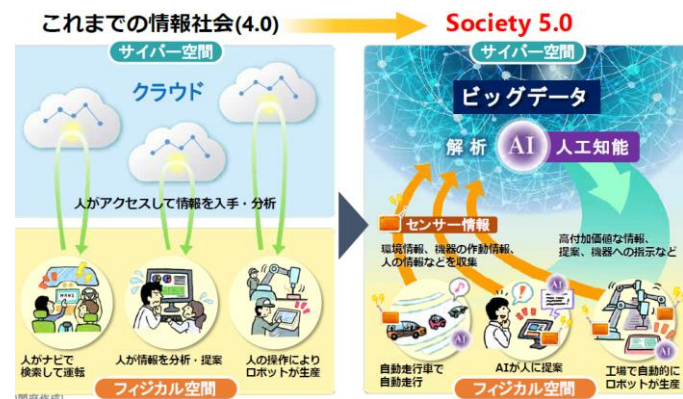 これまでの情報社会(4.0)
Society 5.0
サイバー空間
クラウド
人がアクセスして情報を入手・分析
人がナビで
検索して運転
人が情報を分析・提案
人の操作により
ロボットが生産
フィジカル空間
サイバー空間
ビッグデータ
解析 AI 人工知能
センサー情報
環境情報、機器の作動情報、
人の情報などを収集
高付加価値な情報、
提案、機器への指示など
AI
AI
AI
自動走行車で
自動走行
AIが人に提案
工場で自動的に
ロボットが生産
フィジカル空間